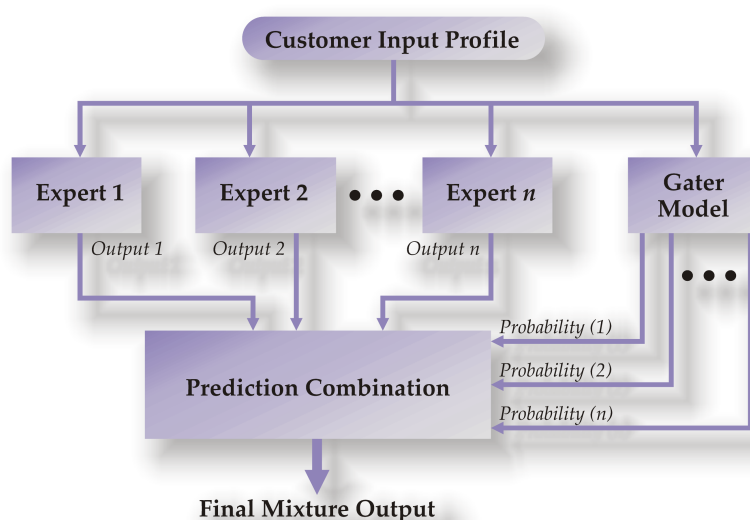 Customer Input Profile
Expert 1
Expert 2
Expert n
Gater
Model
Output 1
Output 2
Output n
Probability (1)
Probability (2)
Probability (n)
Prediction Combination
Final Mixture Output